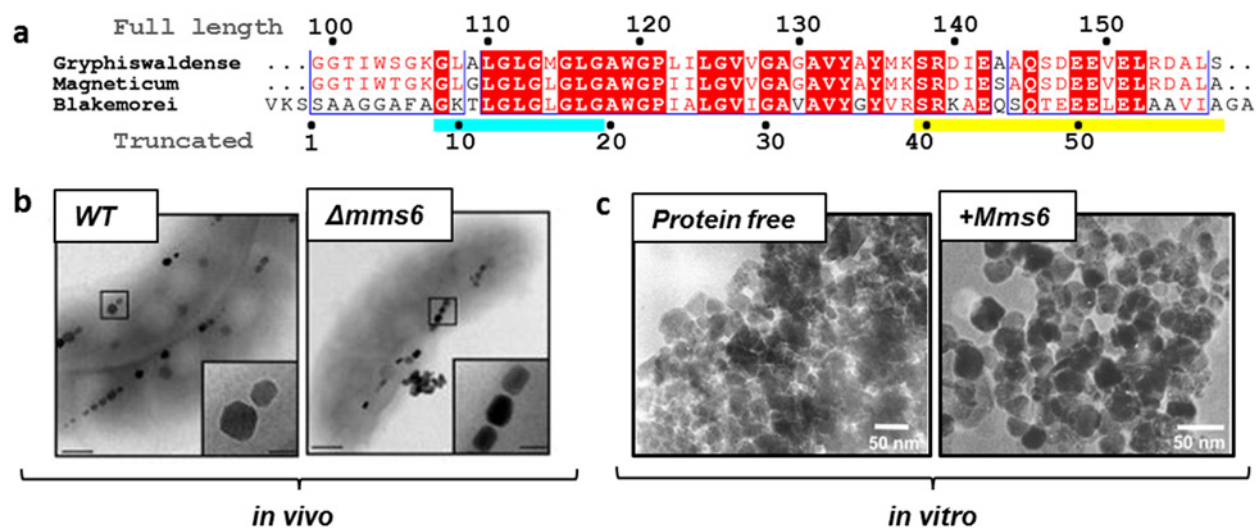 a
Full length 100 110 120 130 140 150
Gryphiswaldense ...GGTIWSGKGLALGLGMGLGAWGPLILGVVGAGAVYAYMKSRDIEAAQSDEEVELRDALS...
Magneticum ...GGTIWTGKGLGLGLGLGLGAWGPIILGVVGAGAVYAYMKSRDIESAQSDEEVELRDALA...
Blakemorei VKSSAAGGAFAGKTLGLGLGLGAWGPIALGVIGAVAVYGYVRSRKAEQSQTEEELELAAVIAGA
Truncated 1 10 20 30 40 50
b
WT
Δmms6
in vivo
c
Protein free
+Mms6
50 nm
50 nm
in vitro